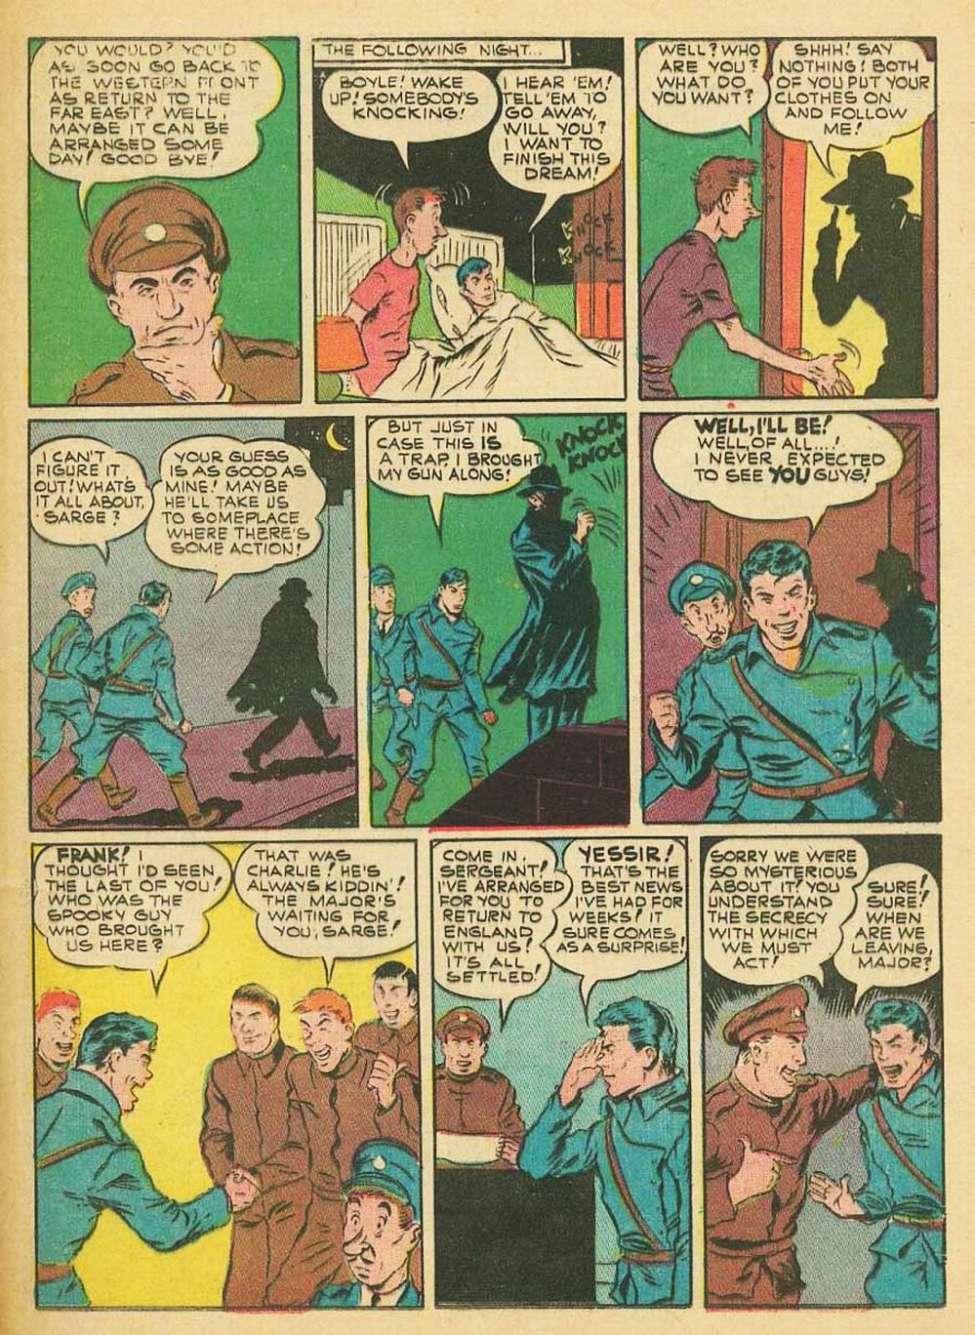 YOU WOULD? YOU'D
AS SOON GO BACK TO
THE WESTERN FRONT
AS RETURN TO THE
FAR EAST? WELL,
MAYBE IT CAN BE
ARRANGED SOME
DAY! GOOD BYE!
THE FOLLOWING NIGHT...
BOYLE! WAKE
UP! SOMEBODY'S
KNOCKING!
I HEAR 'EM!
TELL 'EM TO
GO AWAY,
WILL YOU?
I WANT TO
FINISH THIS
DREAM!
KNOCK
KNOCK
WELL? WHO
ARE YOU?
WHAT DO
YOU WANT?
SHHH! SAY
NOTHING! BOTH
OF YOU PUT YOUR
CLOTHES ON
AND FOLLOW
ME!
I CAN'T
FIGURE IT
OUT! WHAT'S
IT ALL ABOUT,
SARGE?
YOUR GUESS
IS AS GOOD AS
MINE! MAYBE
HE'LL TAKE US
TO SOMEPLACE
WHERE THERE'S
SOME ACTION!
BUT JUST IN
CASE THIS IS
A TRAP, I BROUGHT
MY GUN ALONG!
KNOCK
KNOCK
WELL, I'LL BE!
WELL, OF ALL...!
I NEVER EXPECTED
TO SEE YOU GUYS!
FRANK! I
THOUGHT I'D SEEN
THE LAST OF YOU!
WHO WAS THE
SPOOKY GUY
WHO BROUGHT
US HERE?
THAT WAS
CHARLIE! HE'S
ALWAYS KIDDIN'!
THE MAJOR'S
WAITING FOR
YOU, SARGE!
COME IN,
SERGEANT!
I'VE ARRANGED
FOR YOU TO
RETURN TO
ENGLAND
WITH US!
IT'S ALL
SETTLED!
YESSIR!
THAT'S THE
BEST NEWS
I'VE HAD FOR
WEEKS! IT
SURE COMES
AS A SURPRISE!
SORRY WE WERE
SO MYSTERIOUS
ABOUT IT! YOU
UNDERSTAND
THE SECRECY
WITH WHICH
WE MUST
ACT!
SURE!
SURE!
WHEN
ARE WE
LEAVING,
MAJOR?